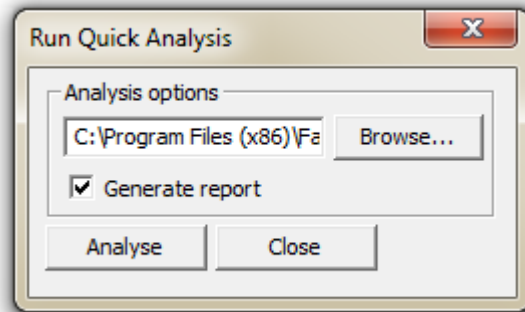 Run Quick Analysis
Analysis options
C:\Program Files (x86)\Fa
Browse...
Generate report
Analyse
Close